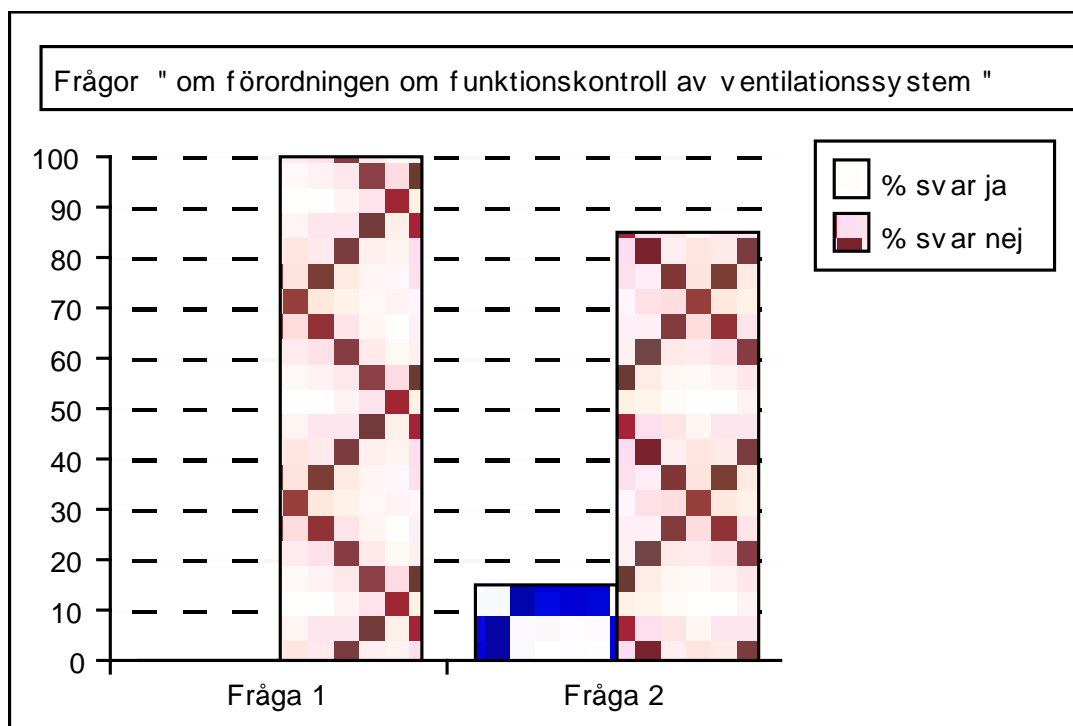 Frågor " om förordningen om funktionskontroll av ventilationssystem "
% svar ja
% svar nej
100
90
80
70
60
50
40
30
20
10
0
Fråga 1
Fråga 2